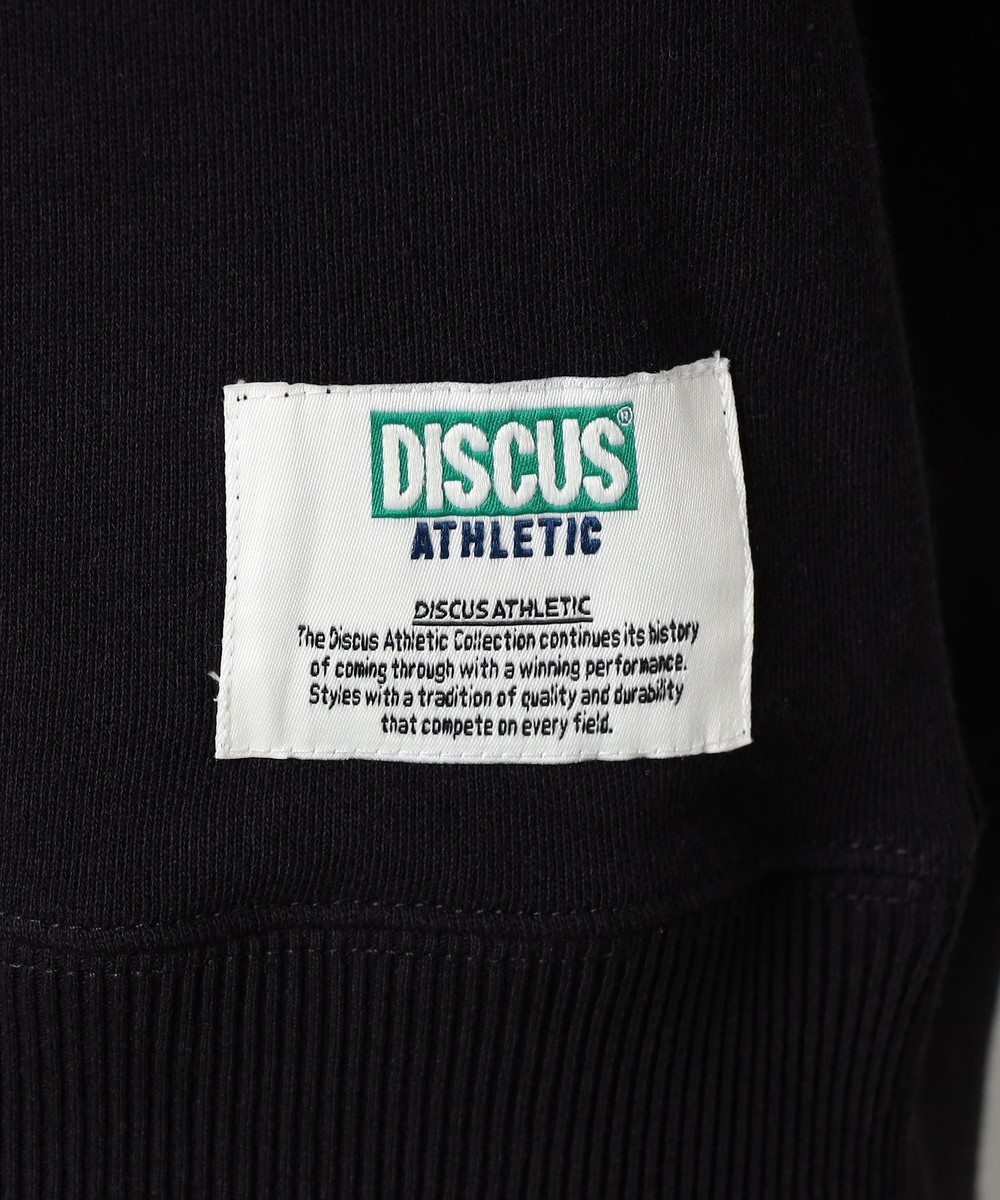 DISCUS®
ATHLETIC
DISCUS ATHLETIC
The Discus Athletic Collection continues its history
of coming through with a winning performance.
Styles with a tradition of quality and durability
that compete on every field.